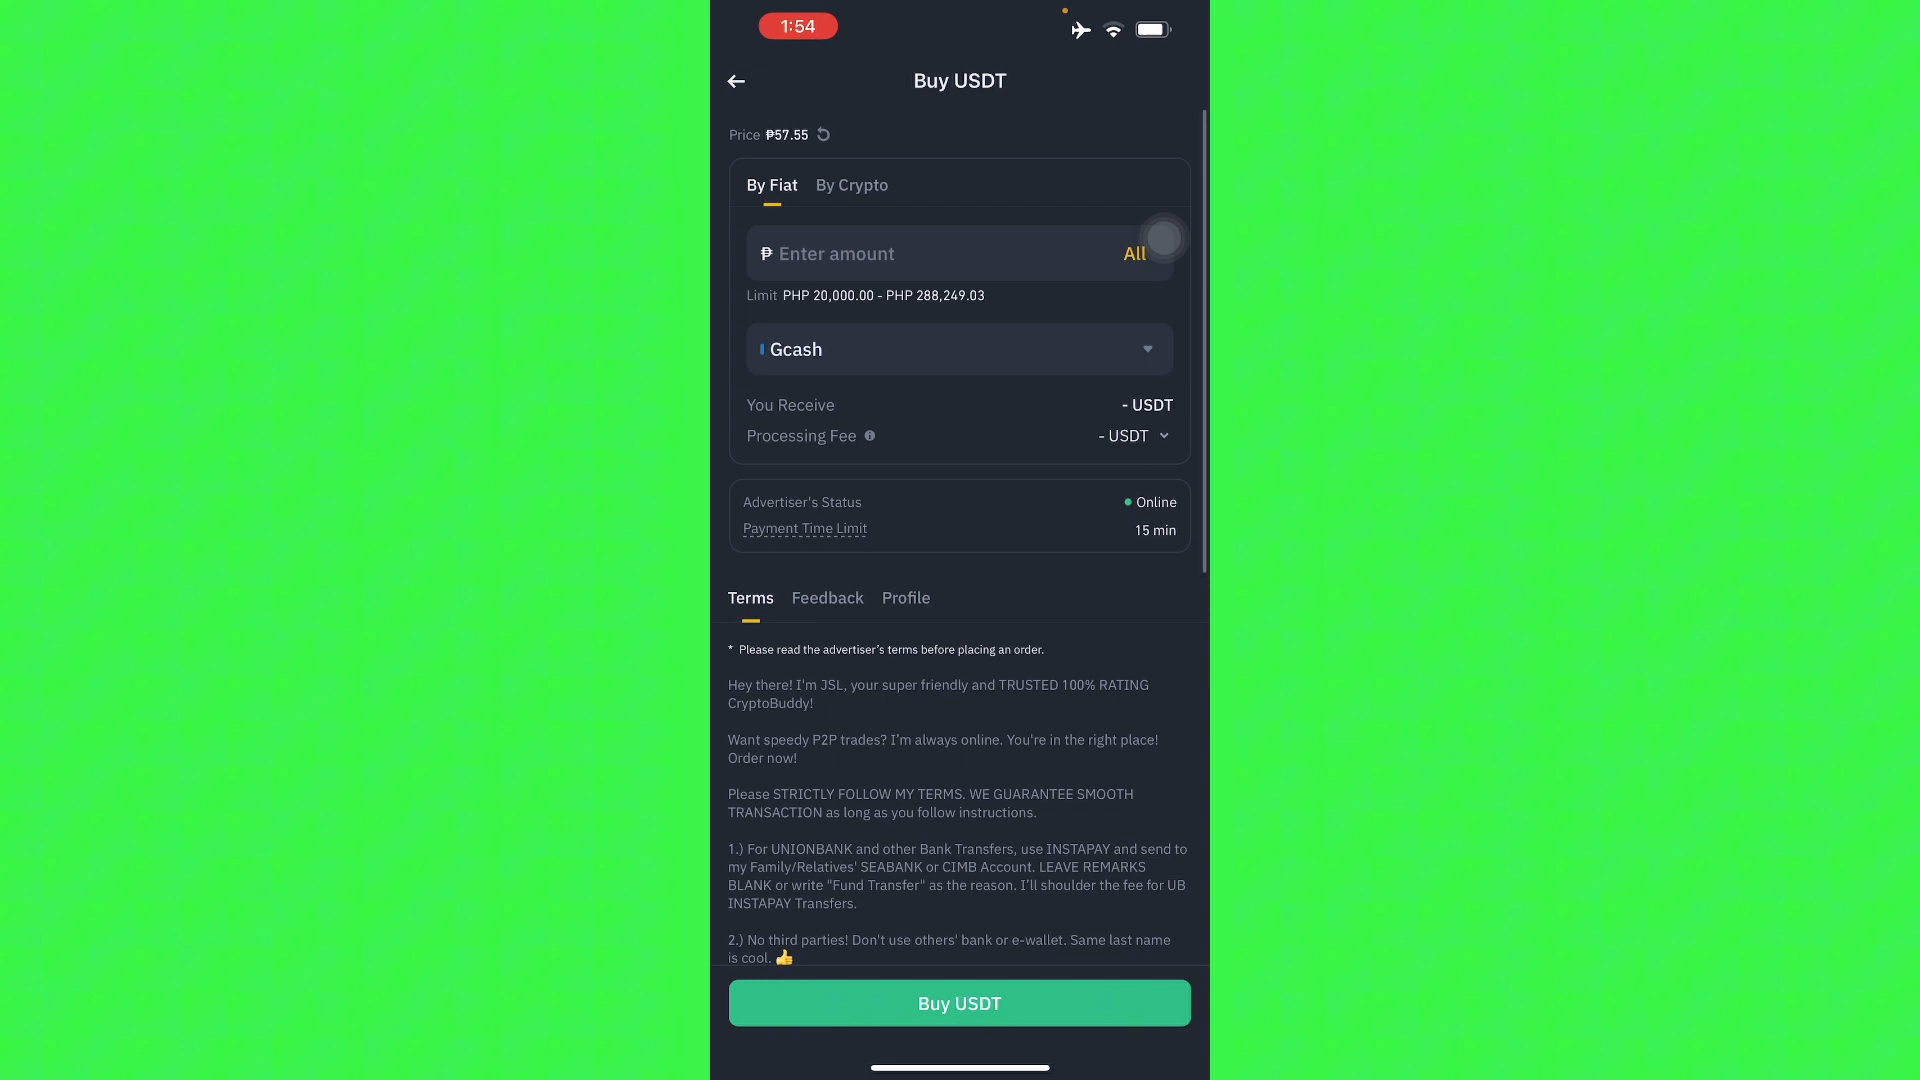 1:54
Buy USDT
Price ₱57.55
By Fiat By Crypto
₱ Enter amount All
Limit PHP 20,000.00 - PHP 288,249.03
Gcash
You Receive - USDT
Processing Fee - USDT
Advertiser's Status Online
Payment Time Limit 15 min
Terms Feedback Profile
* Please read the advertiser’s terms before placing an order.
Hey there! I'm JSL, your super friendly and TRUSTED 100% RATING
CryptoBuddy!
Want speedy P2P trades? I’m always online. You're in the right place!
Order now!
Please STRICTLY FOLLOW MY TERMS. WE GUARANTEE SMOOTH
TRANSACTION as long as you follow instructions.
1.) For UNIONBANK and other Bank Transfers, use INSTAPAY and send to
my Family/Relatives' SEABANK or CIMB Account. LEAVE REMARKS
BLANK or write "Fund Transfer" as the reason. I’ll shoulder the fee for UB
INSTAPAY Transfers.
2.) No third parties! Don't use others' bank or e-wallet. Same last name
is cool. 👍
Buy USDT